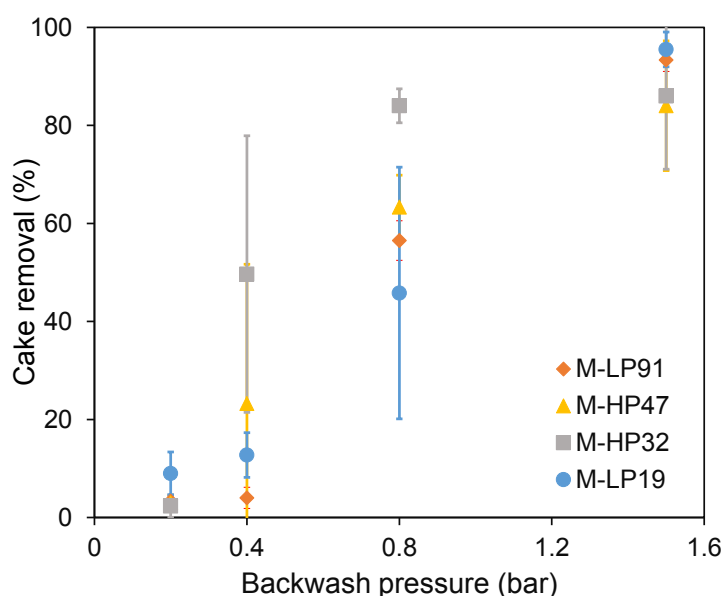 100
80
60
40
20
0
Cake removal (%)
M-LP91
M-HP47
M-HP32
M-LP19
0 0.4 0.8 1.2 1.6
Backwash pressure (bar)